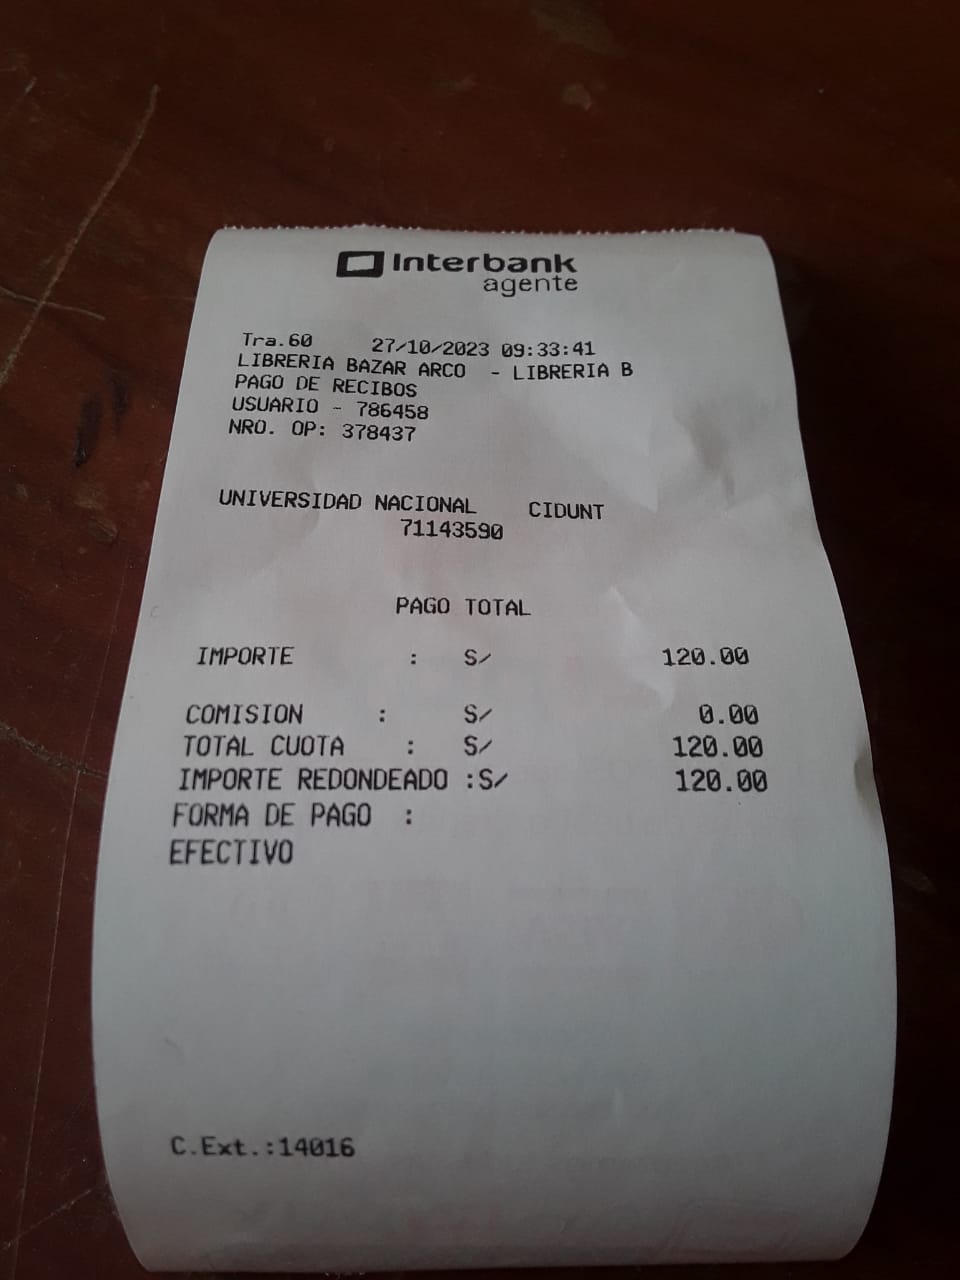 Interbank
agente
Tra.60 27/10/2023 09:33:41
LIBRERIA BAZAR ARCO - LIBRERIA B
PAGO DE RECIBOS
USUARIO - 786458
NRO. OP: 378437
UNIVERSIDAD NACIONAL CIDUNT
71143590
PAGO TOTAL
IMPORTE : S/ 120.00
COMISION : S/ 0.00
TOTAL CUOTA : S/ 120.00
IMPORTE REDONDEADO :S/ 120.00
FORMA DE PAGO :
EFECTIVO
C.Ext.:14016